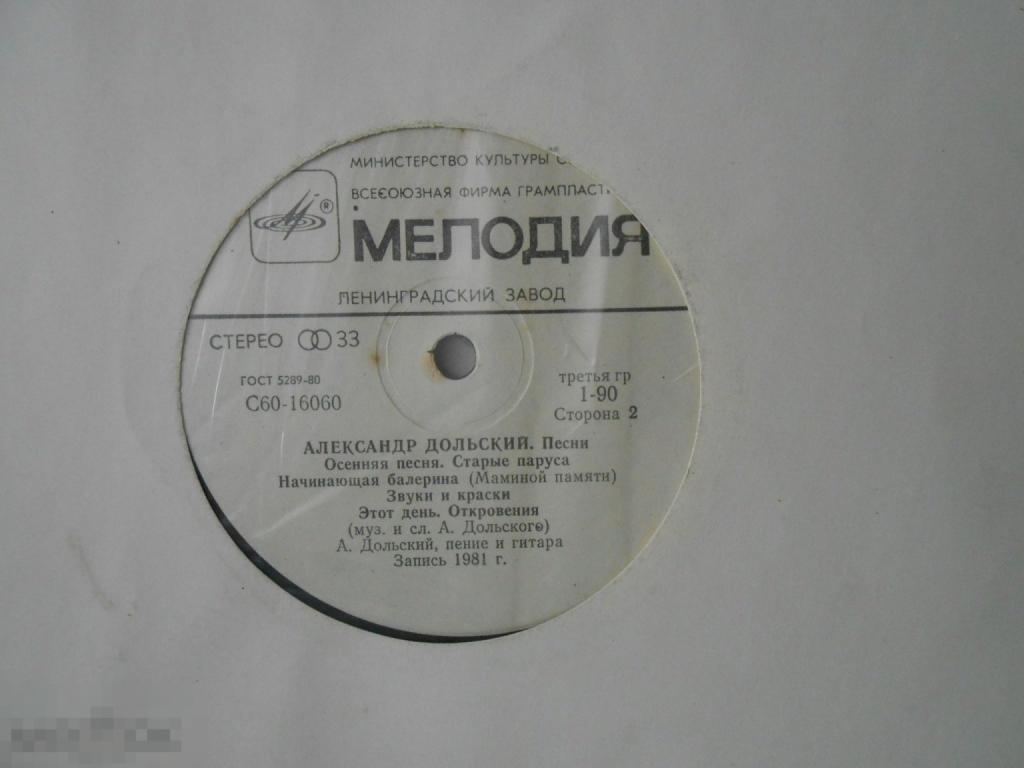 МИНИСТЕРСТВО КУЛЬТУРЫ
ВСЕСОЮЗНАЯ ФИРМА
®
МЕЛОДИЯ
ЛЕНИНГРАДСКИЙ ЗАВОД
СТЕРЕО 33
ГОСТ 5289-80
С60-16060
третья гр
1-90
Сторона 2
АЛЕКСАНДР ДОЛЬСКИЙ. Песни
Осенняя песня. Старые паруса
Начинающая балерина (Маминой памяти)
Звуки и краски
Этот день. Откровения
(муз. и сл. А. Дольского)
А. Дольский, пение и гитара
Запись 1981 г.